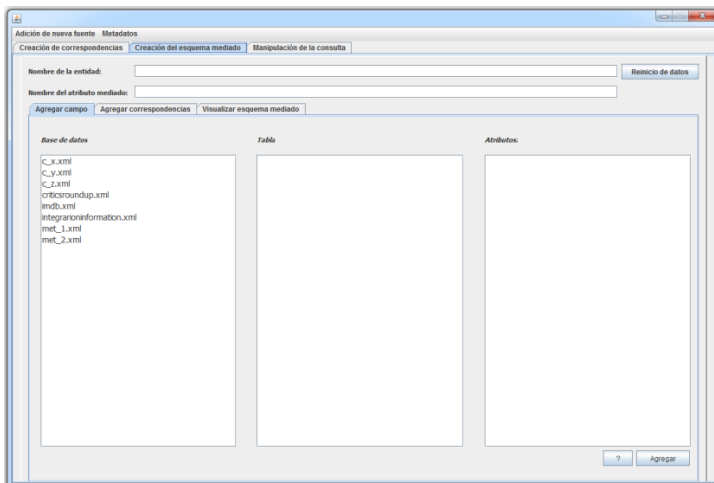 Adición de nueva fuente Metadatos
Creación de correspondencias Creación del esquema mediado Manipulación de la consulta
Nombre de la entidad: Reinicio de datos
Nombre del atributo mediado:
Agregar campo Agregar correspondencias Visualizar esquema mediado
Base de datos Tabla Atributos.
c_x.xml
c_y.xml
c_z.xml
criticsroundup.xml
imdb.xml
integrarioninformation.xml
met_1.xml
met_2.xml
? Agregar